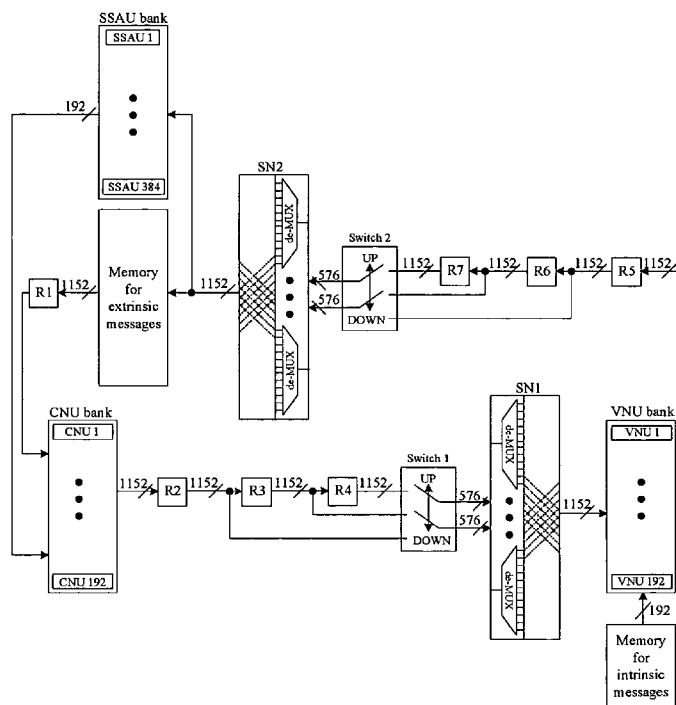 SSAU bank
SSAU 1
192
SSAU 384
SN2
de-MUX
de-MUX
Switch 2
UP
DOWN
576
576
1152
R7
1152
R6
1152
R5
1152
R1
1152
Memory
for
extrinsic
messages
1152
CNU bank
CNU 1
CNU 192
1152
R2
1152
R3
1152
R4
1152
Switch 1
UP
DOWN
576
576
SN1
de-MUX
de-MUX
1152
VNU bank
VNU 1
VNU 192
192
Memory
for
intrinsic
messages